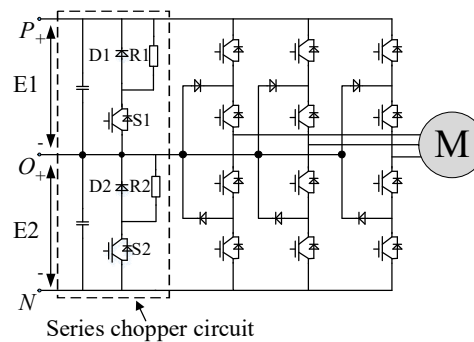 P
+
D1
R1
E1
S1
M
-
O
+
D2
R2
E2
S2
-
N
Series chopper circuit